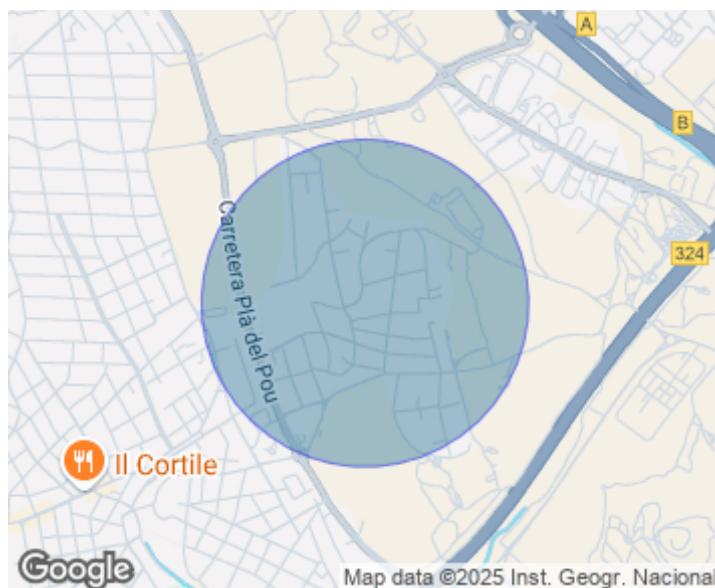 A
B
324
Carretera Plà del Pou
Il Cortile
Google
Map data ©2025 Inst. Geogr. Nacional